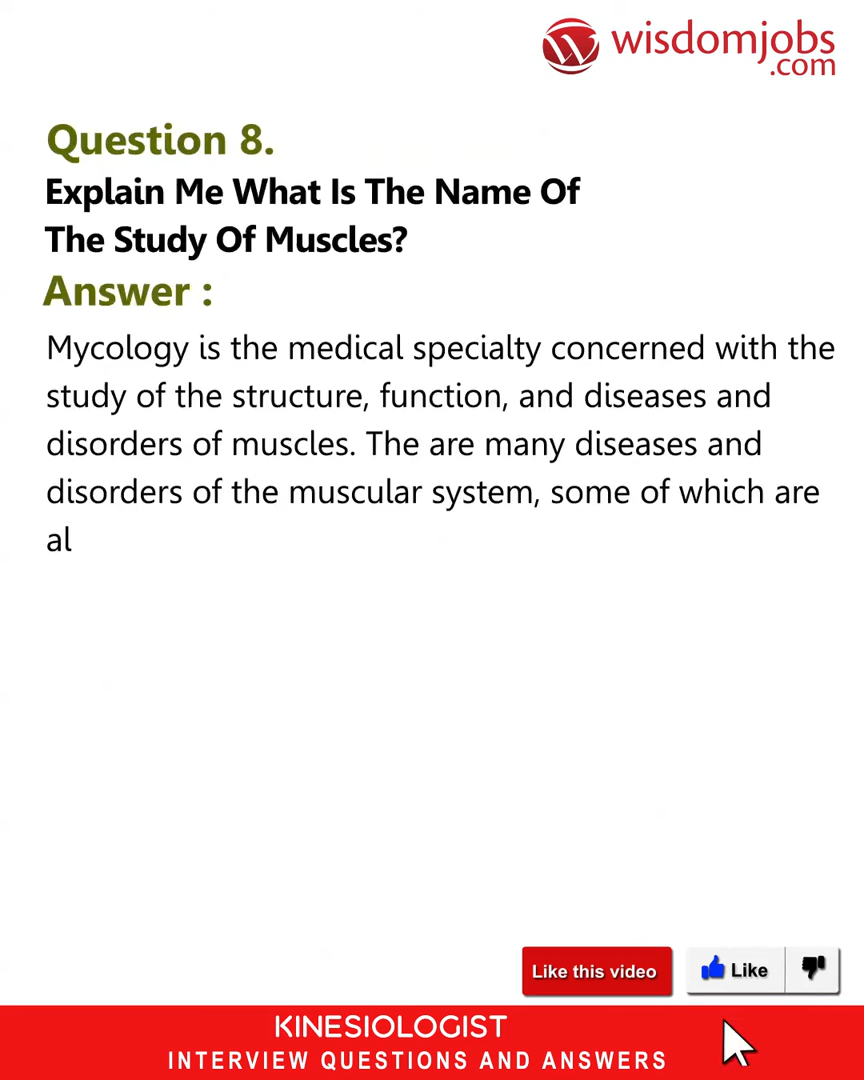 wisdomjobs
.com
Question 8.
Explain Me What Is The Name Of
The Study Of Muscles?
Answer :
Mycology is the medical specialty concerned with the
study of the structure, function, and diseases and
disorders of muscles. The are many diseases and
disorders of the muscular system, some of which are
al
Like this video
Like
KINESIOLOGIST
INTERVIEW QUESTIONS AND ANSWERS